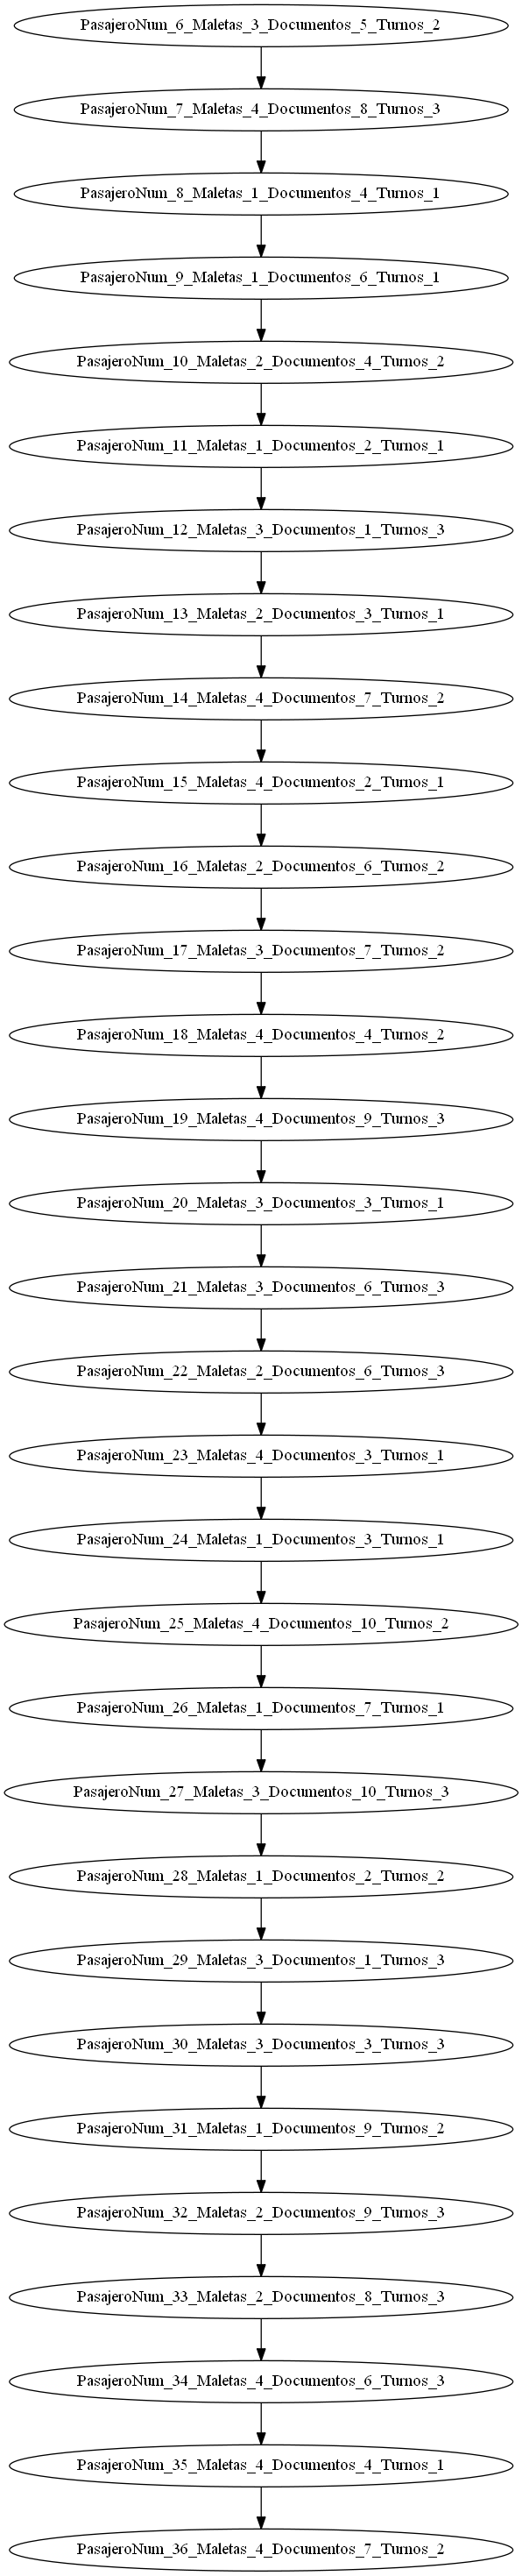 PasajeroNum_6_Maletas_3_Documentos_5_Turnos_2
PasajeroNum_7_Maletas_4_Documentos_8_Turnos_3
PasajeroNum_8_Maletas_1_Documentos_4_Turnos_1
PasajeroNum_9_Maletas_1_Documentos_6_Turnos_1
PasajeroNum_10_Maletas_2_Documentos_4_Turnos_2
PasajeroNum_11_Maletas_1_Documentos_2_Turnos_1
PasajeroNum_12_Maletas_3_Documentos_1_Turnos_3
PasajeroNum_13_Maletas_2_Documentos_3_Turnos_1
PasajeroNum_14_Maletas_4_Documentos_7_Turnos_2
PasajeroNum_15_Maletas_4_Documentos_2_Turnos_1
PasajeroNum_16_Maletas_2_Documentos_6_Turnos_2
PasajeroNum_17_Maletas_3_Documentos_7_Turnos_2
PasajeroNum_18_Maletas_4_Documentos_4_Turnos_2
PasajeroNum_19_Maletas_4_Documentos_9_Turnos_3
PasajeroNum_20_Maletas_3_Documentos_3_Turnos_1
PasajeroNum_21_Maletas_3_Documentos_6_Turnos_3
PasajeroNum_22_Maletas_2_Documentos_6_Turnos_3
PasajeroNum_23_Maletas_4_Documentos_3_Turnos_1
PasajeroNum_24_Maletas_1_Documentos_3_Turnos_1
PasajeroNum_25_Maletas_4_Documentos_10_Turnos_2
PasajeroNum_26_Maletas_1_Documentos_7_Turnos_1
PasajeroNum_27_Maletas_3_Documentos_10_Turnos_3
PasajeroNum_28_Maletas_1_Documentos_2_Turnos_2
PasajeroNum_29_Maletas_3_Documentos_1_Turnos_3
PasajeroNum_30_Maletas_3_Documentos_3_Turnos_3
PasajeroNum_31_Maletas_1_Documentos_9_Turnos_2
PasajeroNum_32_Maletas_2_Documentos_9_Turnos_3
PasajeroNum_33_Maletas_2_Documentos_8_Turnos_3
PasajeroNum_34_Maletas_4_Documentos_6_Turnos_3
PasajeroNum_35_Maletas_4_Documentos_4_Turnos_1
PasajeroNum_36_Maletas_4_Documentos_7_Turnos_2